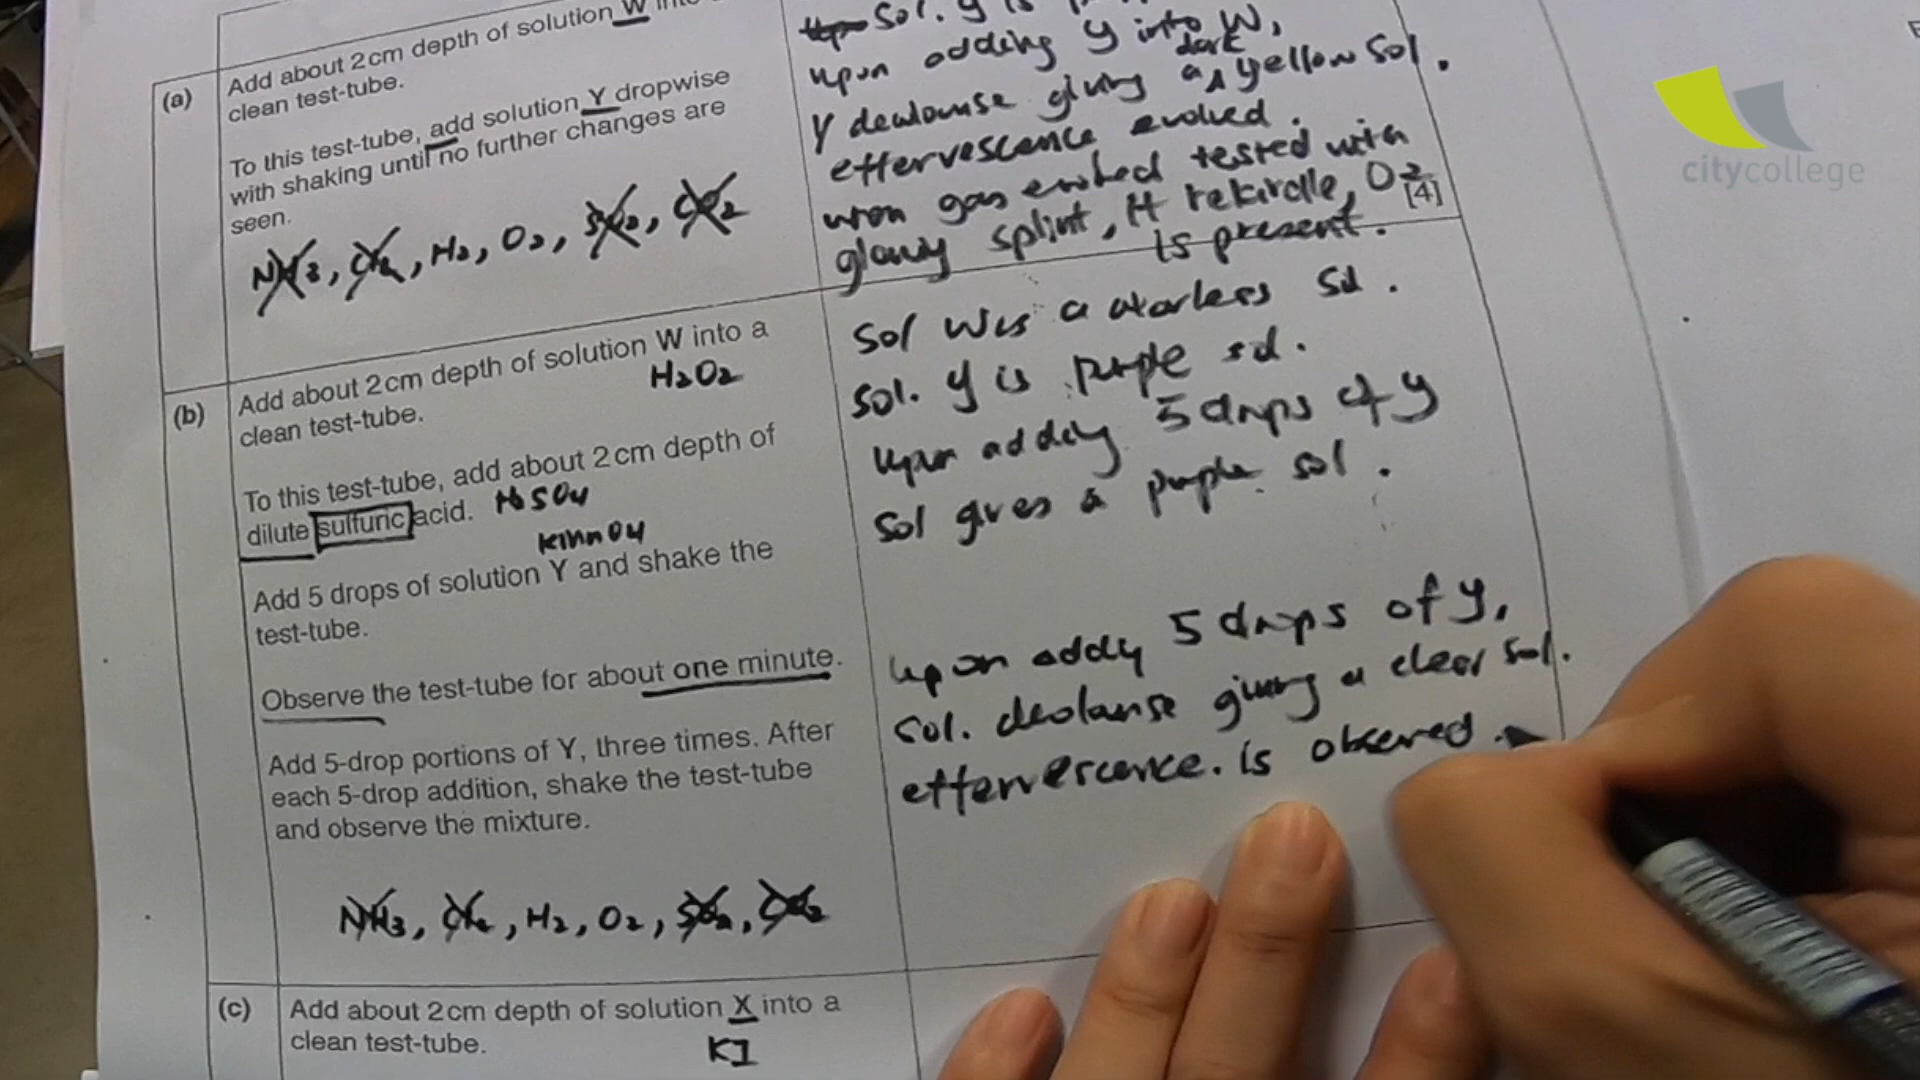 Add about 2 cm depth of solution W into
clean test-tube.
(a)
To this test-tube, add solution Y dropwise
with shaking until no further changes are
seen.
NH3, Cl2, H2, O2, SO2, CO2
Sol. Y is
upon adding Y into W,
dark
Y decolourise giving a yellow sol.
effervescence evolved.
upon gas evolved tested with
glowing splint, it rekindle, O2
[4]
is present.
(b)
Add about 2 cm depth of solution W into a
H2O2
clean test-tube.
To this test-tube, add about 2 cm depth of
dilute sulfuric acid. H2SO4
KMnO4
Add 5 drops of solution Y and shake the
test-tube.
Observe the test-tube for about one minute.
Add 5-drop portions of Y, three times. After
each 5-drop addition, shake the test-tube
and observe the mixture.
NH3, Cl2, H2, O2, SO2, CO2
Sol W is a colorless sol.
Sol. Y is purple sol.
upon adding 5 drops of Y
Sol gives a purple sol.
upon addy 5 drops of Y,
Sol. decolourise giving a clear sol.
effervescence. is observed.
(c)
Add about 2 cm depth of solution X into a
clean test-tube.
KI
citycollege